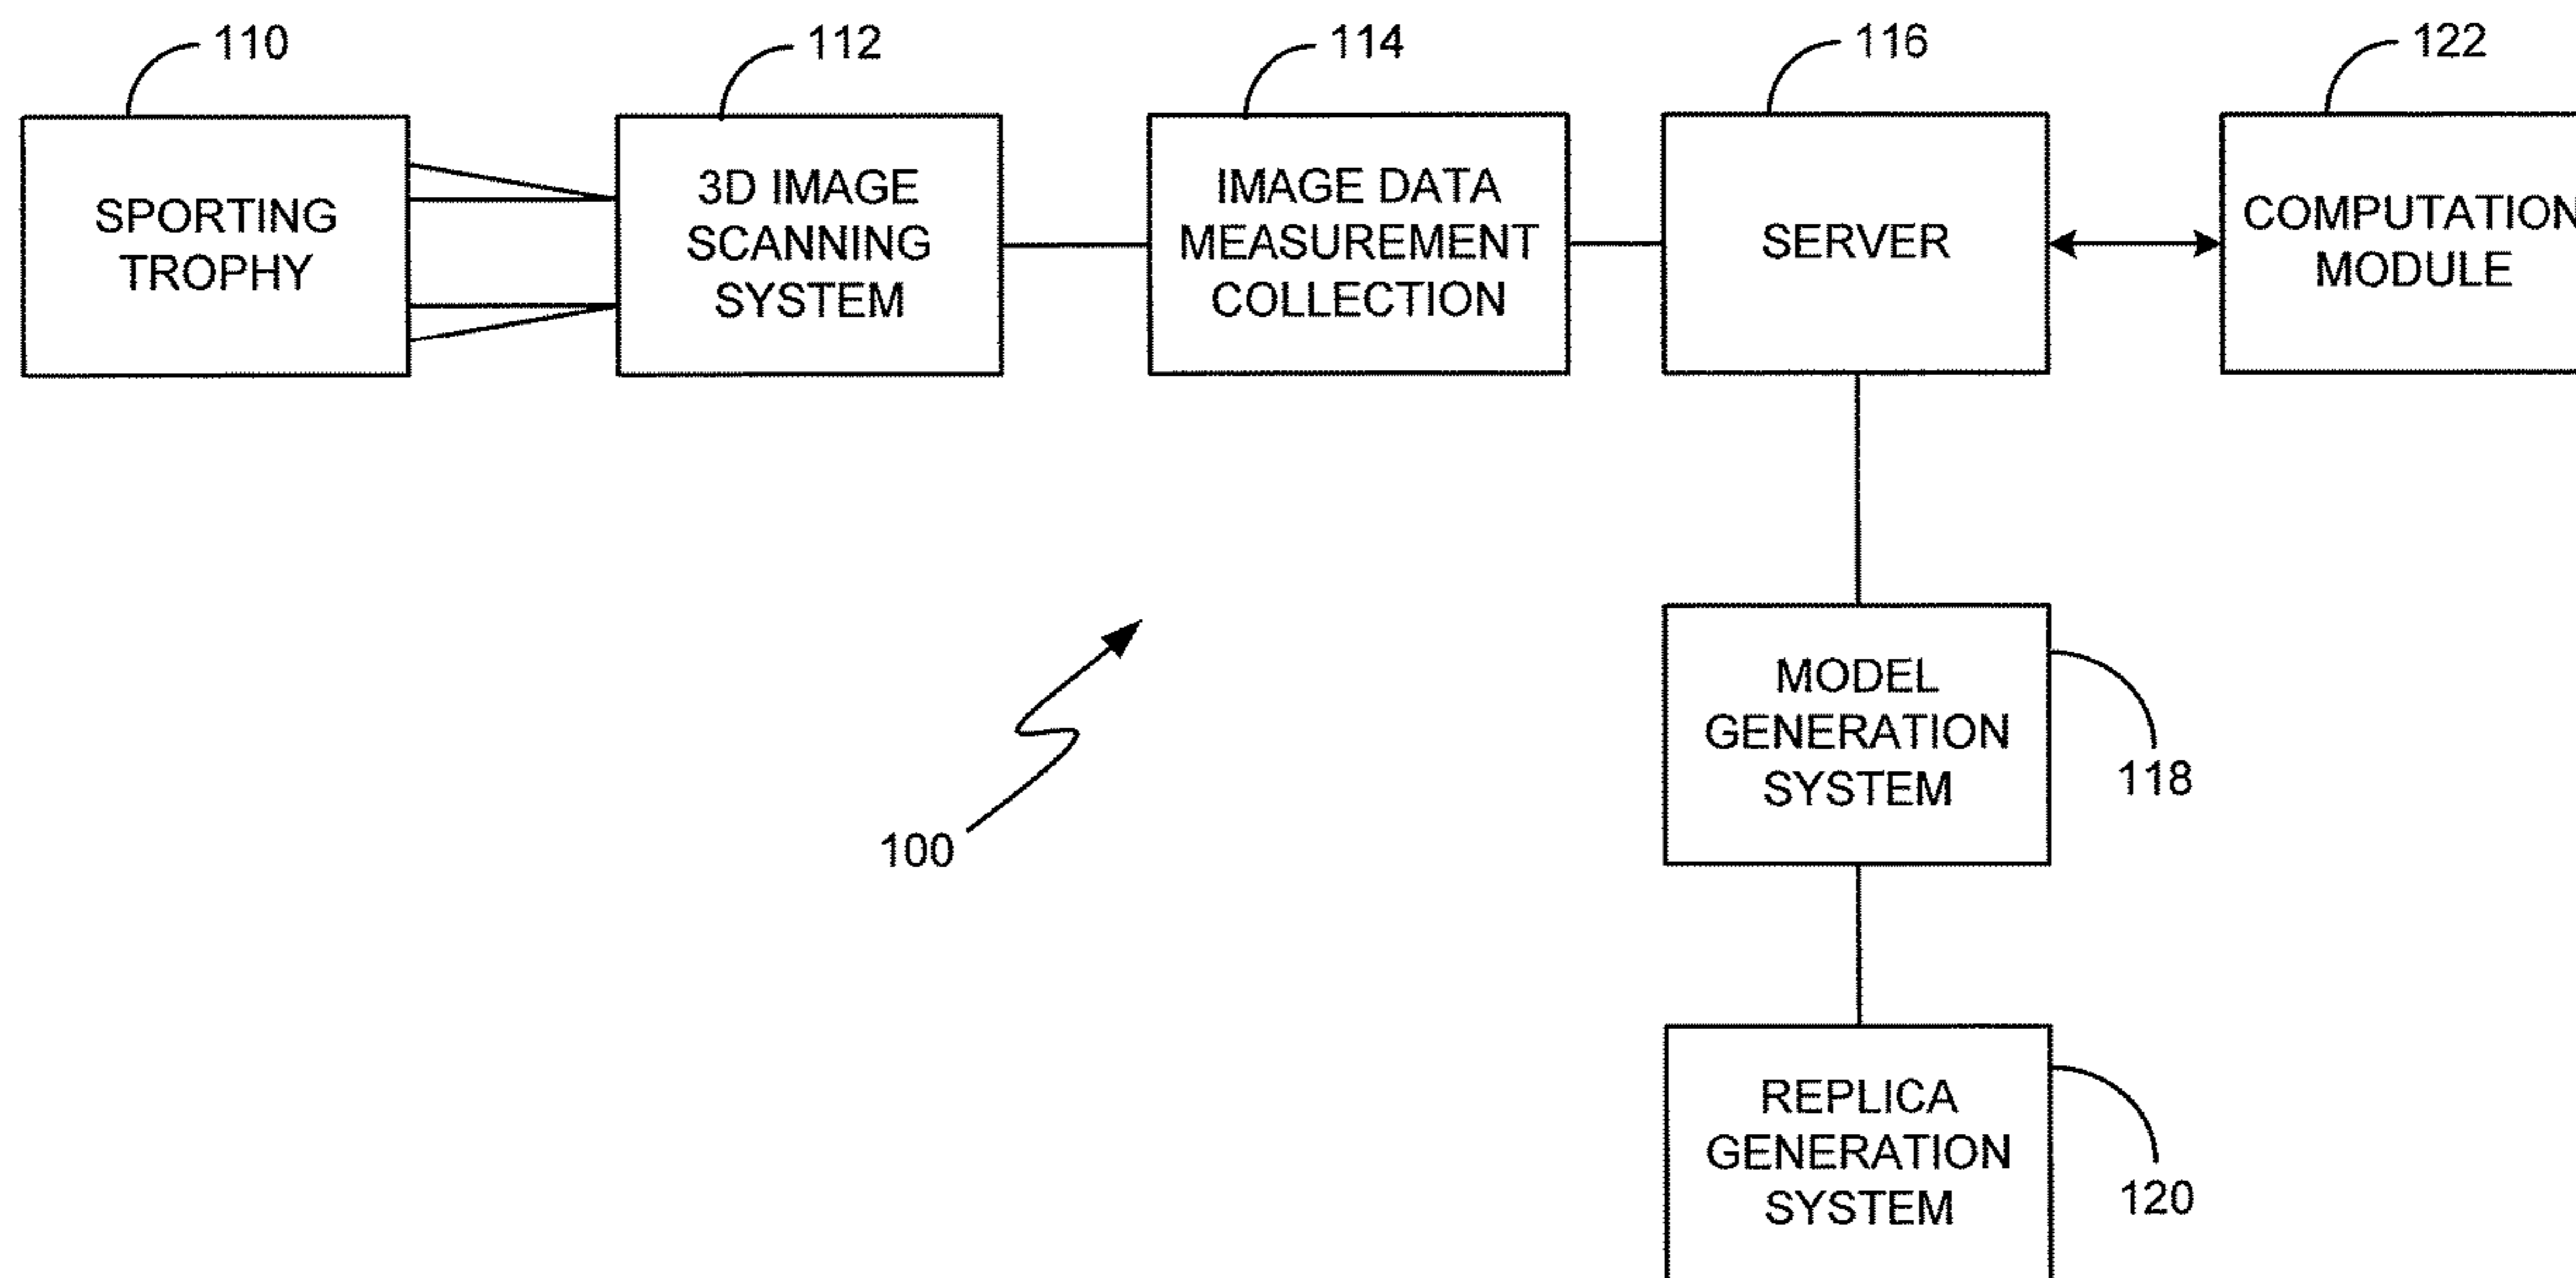 110
112
114
116
122
SPORTING
TROPHY
3D IMAGE
SCANNING
SYSTEM
IMAGE DATA
MEASUREMENT
COLLECTION
SERVER
COMPUTATION
MODULE
MODEL
GENERATION
SYSTEM
118
100
REPLICA
GENERATION
SYSTEM
120